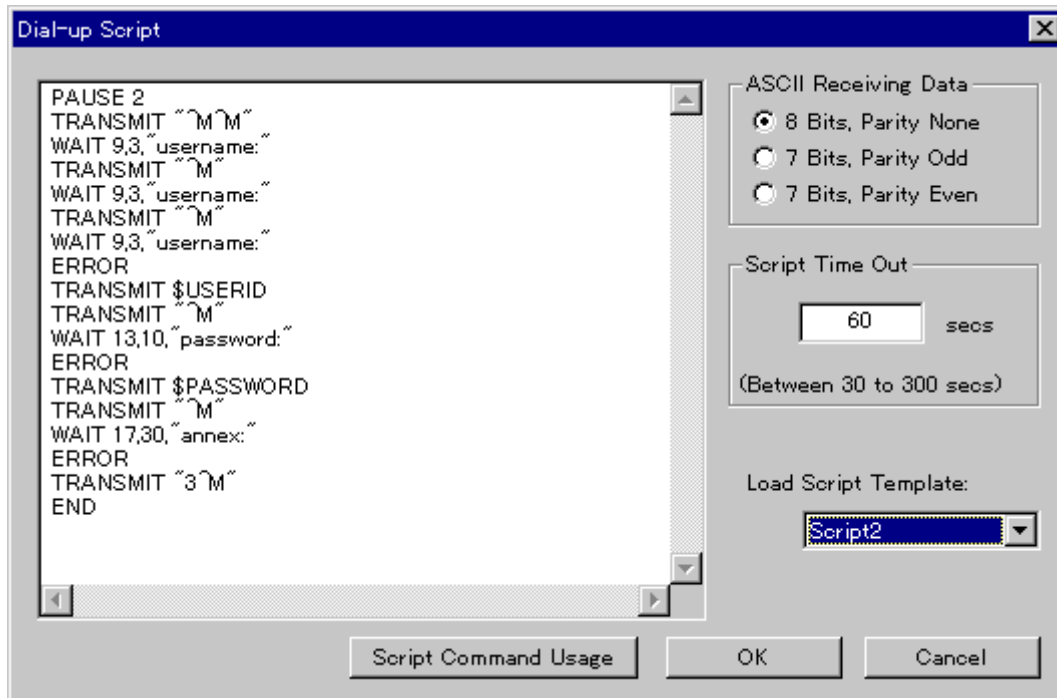 Dial-up Script
PAUSE 2
TRANSMIT "^M^M"
WAIT 9,3,"username:"
TRANSMIT "^M"
WAIT 9,3,"username:"
TRANSMIT "^M"
WAIT 9,3,"username:"
ERROR
TRANSMIT $USERID
TRANSMIT "^M"
WAIT 13,10,"password:"
ERROR
TRANSMIT $PASSWORD
TRANSMIT "^M"
WAIT 17,30,"annex:"
ERROR
TRANSMIT "3^M"
END
ASCII Receiving Data
8 Bits, Parity None
7 Bits, Parity Odd
7 Bits, Parity Even
Script Time Out
60 secs
(Between 30 to 300 secs)
Load Script Template:
Script2
Script Command Usage
OK
Cancel